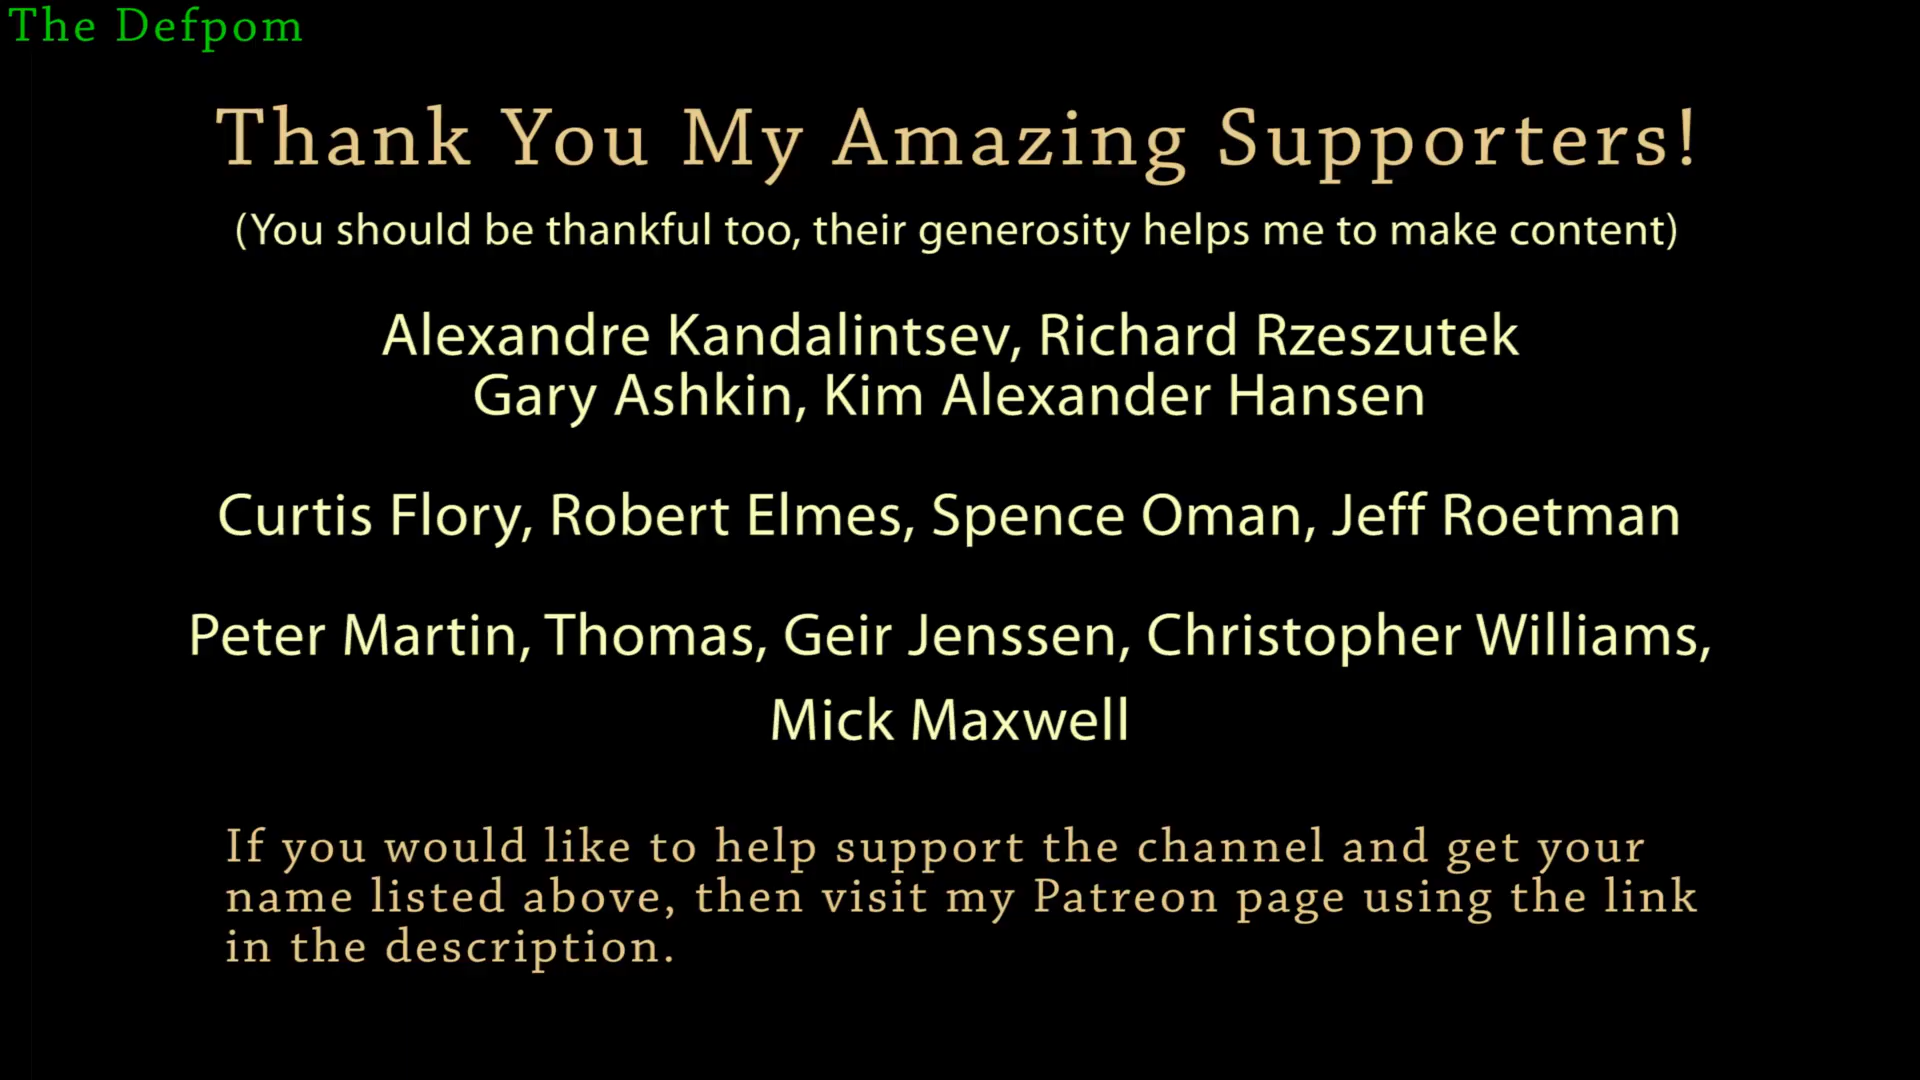 The Defpom
Thank You My Amazing Supporters!
(You should be thankful too, their generosity helps me to make content)
Alexandre Kandalintsev, Richard Rzeszutek
Gary Ashkin, Kim Alexander Hansen
Curtis Flory, Robert Elmes, Spence Oman, Jeff Roetman
Peter Martin, Thomas, Geir Jenssen, Christopher Williams,
Mick Maxwell
If you would like to help support the channel and get your
name listed above, then visit my Patreon page using the link
in the description.